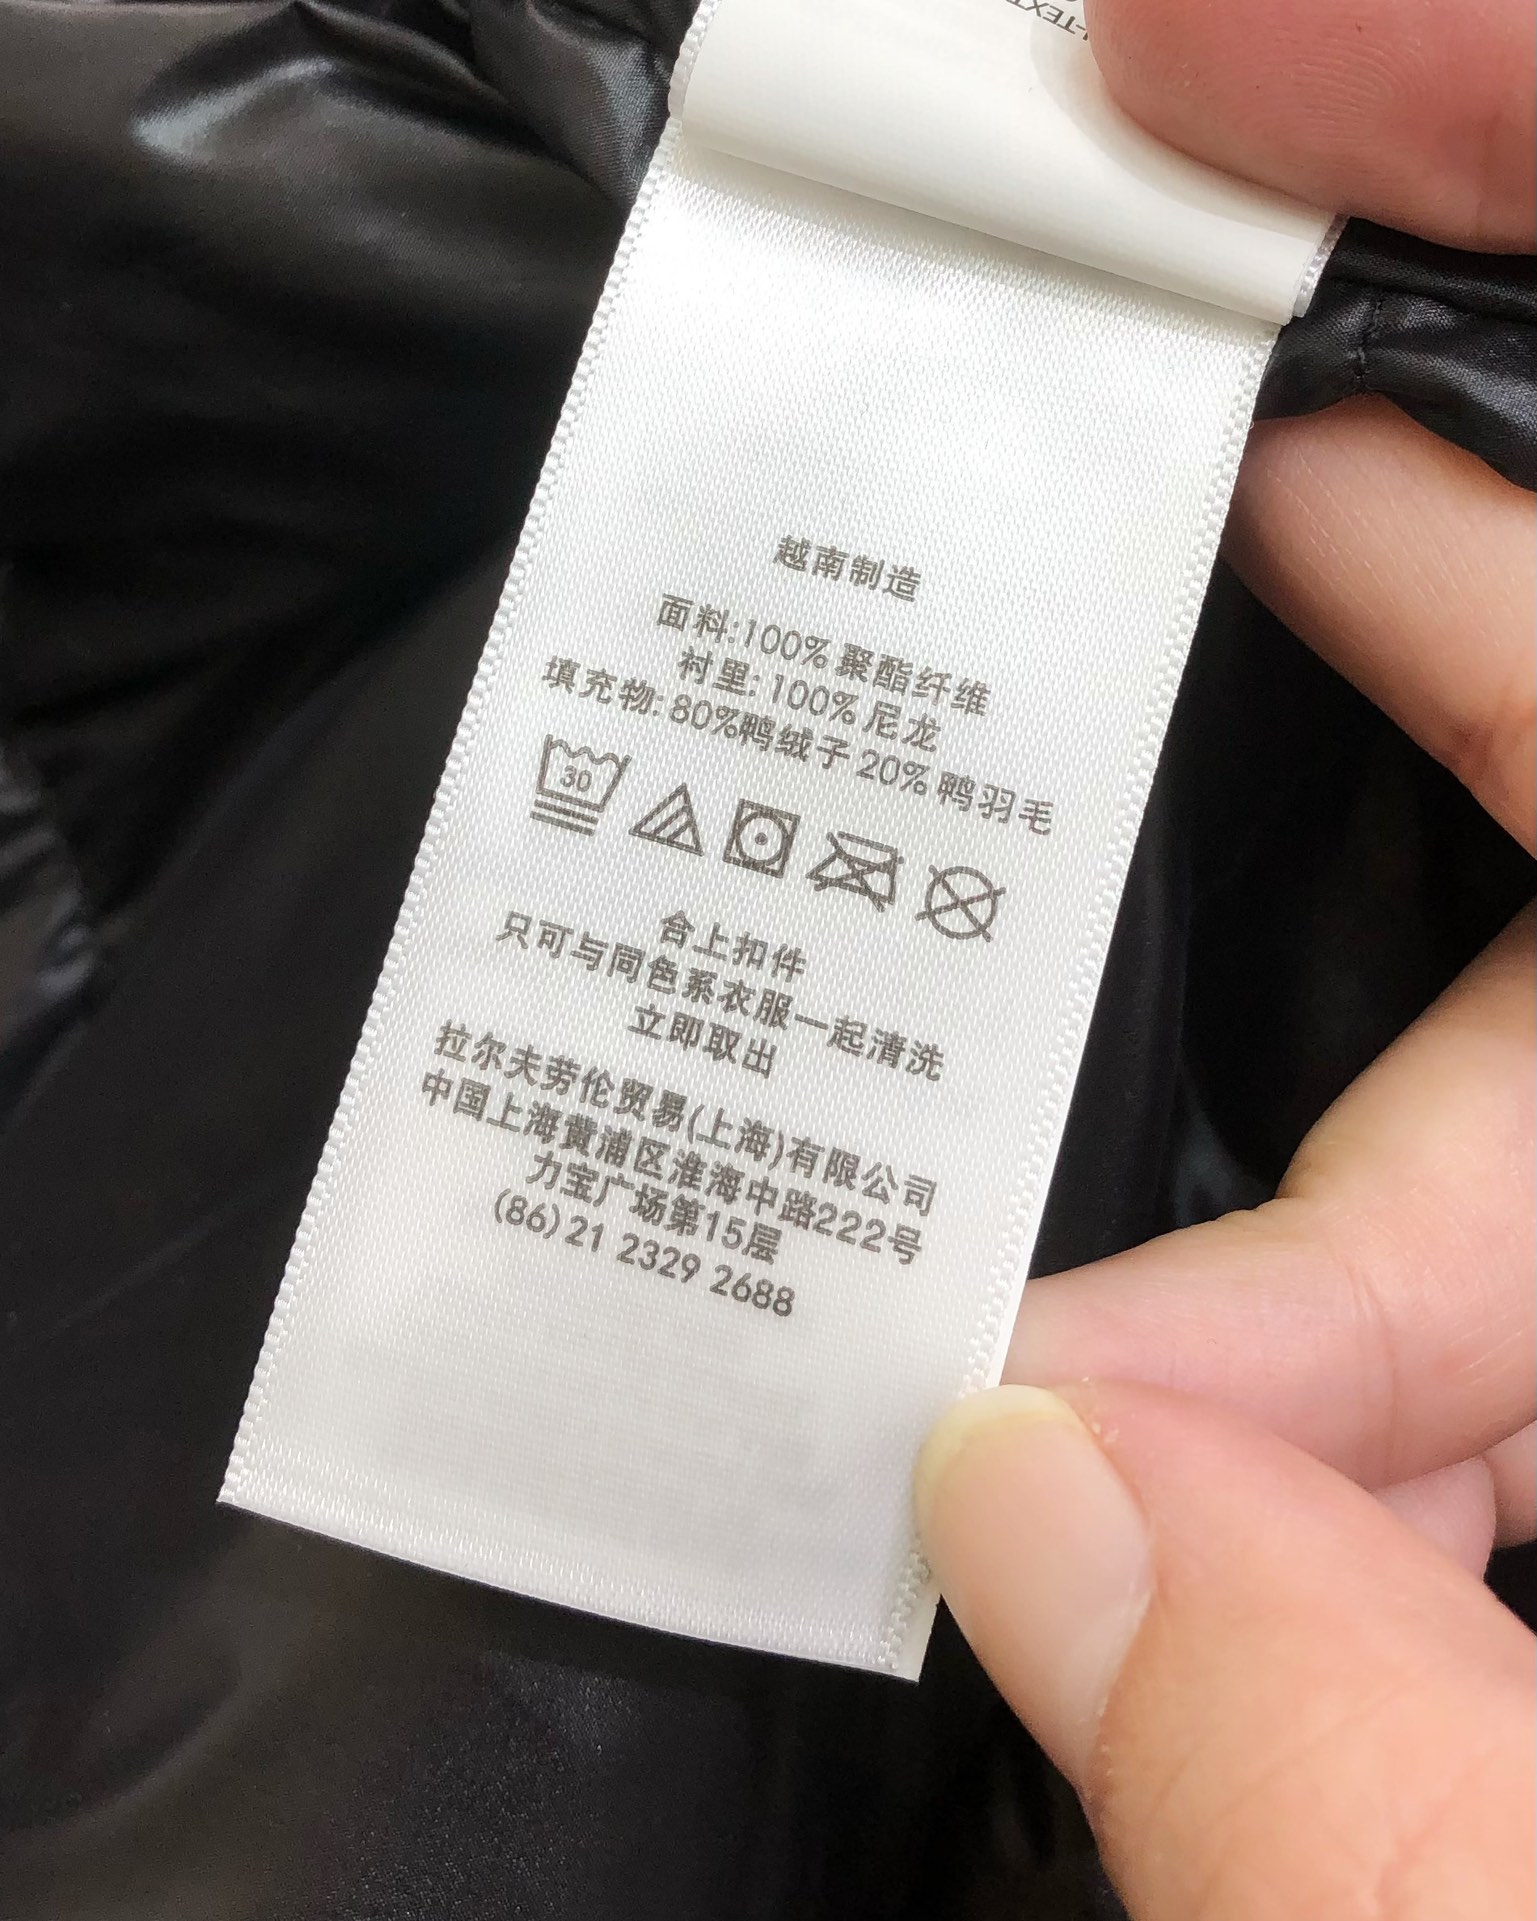 越南制造
面料:100% 聚酯纤维
衬里: 100% 尼龙
填充物: 80%鸭绒子 20% 鸭羽毛
30
合上扣件
只可与同色系衣服一起清洗
立即取出
拉尔夫劳伦贸易(上海)有限公司
中国上海黄浦区淮海中路222号
力宝广场第15层
(86) 21 2329 2688